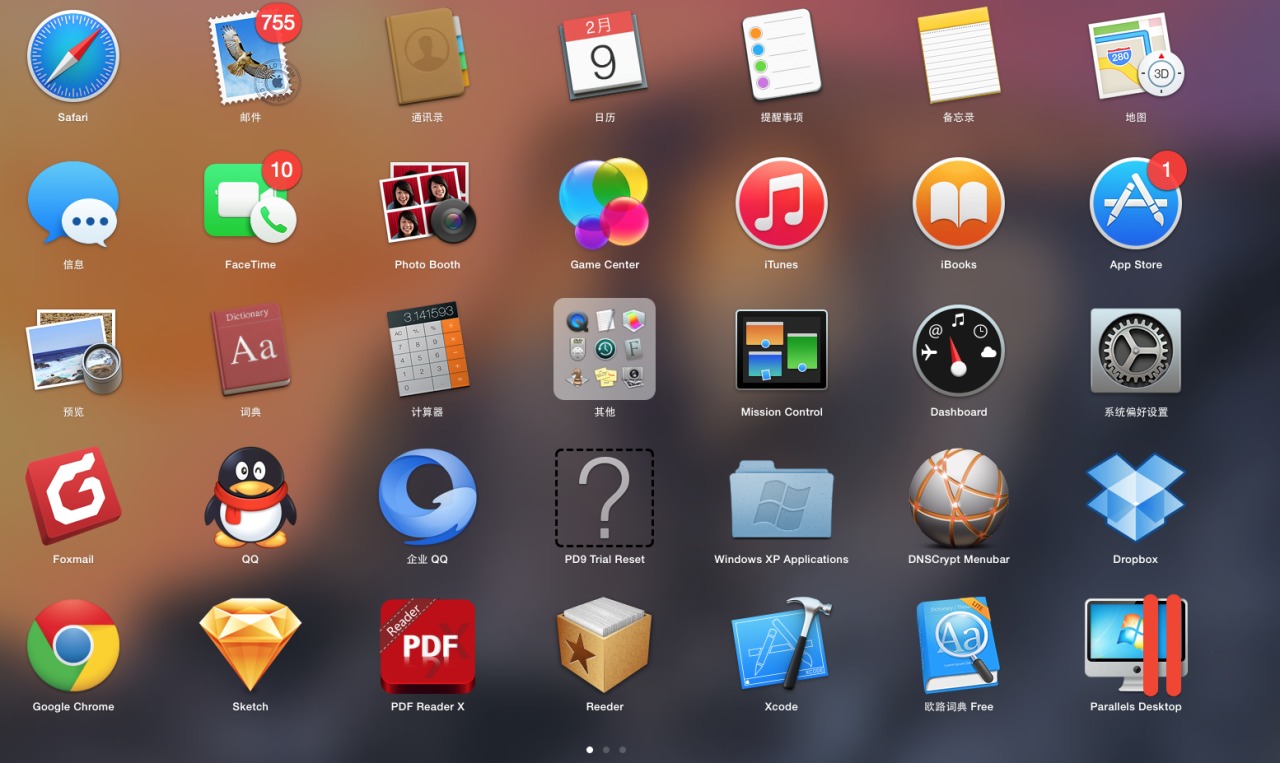 755
2月
9
280
3D
Safari
邮件
通讯录
日历
提醒事项
备忘录
地图
10
1
信息
FaceTime
Photo Booth
Game Center
iTunes
iBooks
App Store
Dictionary
Aa
3.141593
预览
词典
计算器
其他
Mission Control
Dashboard
系统偏好设置
Foxmail
QQ
企业 QQ
PD9 Trial Reset
Windows XP Applications
DNSCrypt Menubar
Dropbox
Reader
PDF
X
LITE
Aa
Google Chrome
Sketch
PDF Reader X
Reeder
Xcode
欧路词典 Free
Parallels Desktop